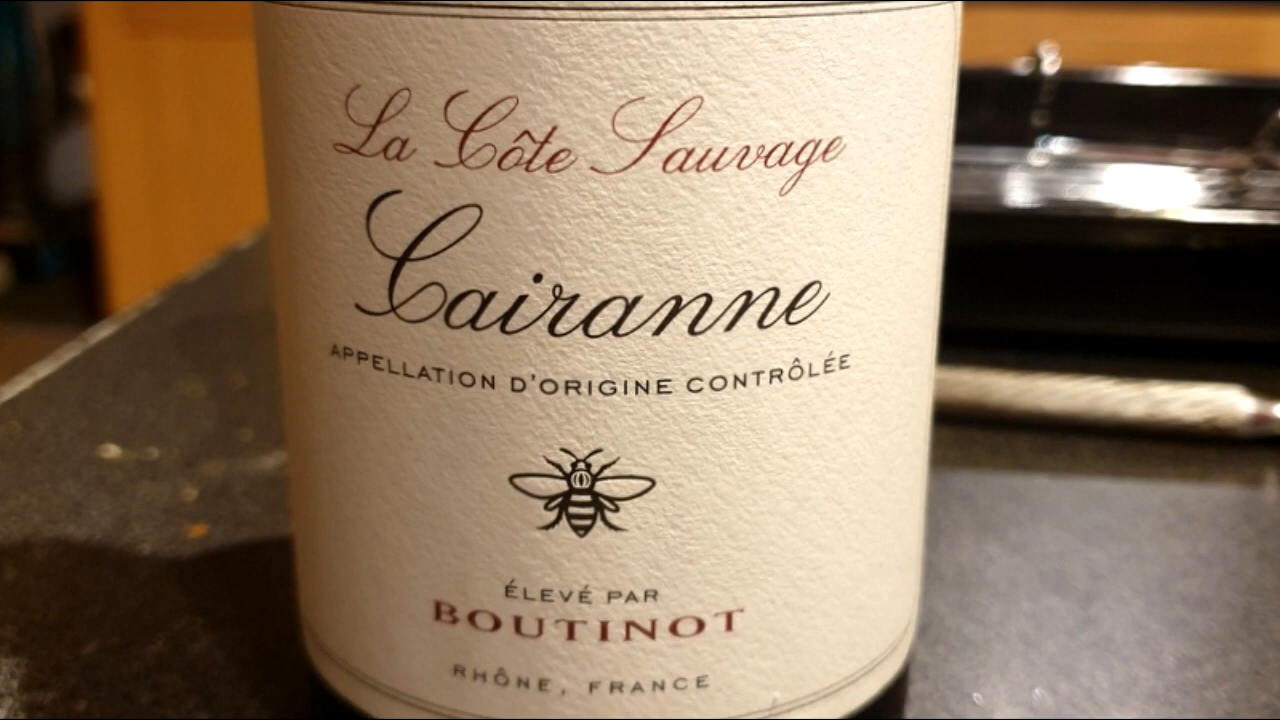 La Côte Sauvage
Cairanne
APPELLATION D'ORIGINE CONTRÔLÉE
ÉLEVÉ PAR
BOUTINOT
RHÔNE, FRANCE